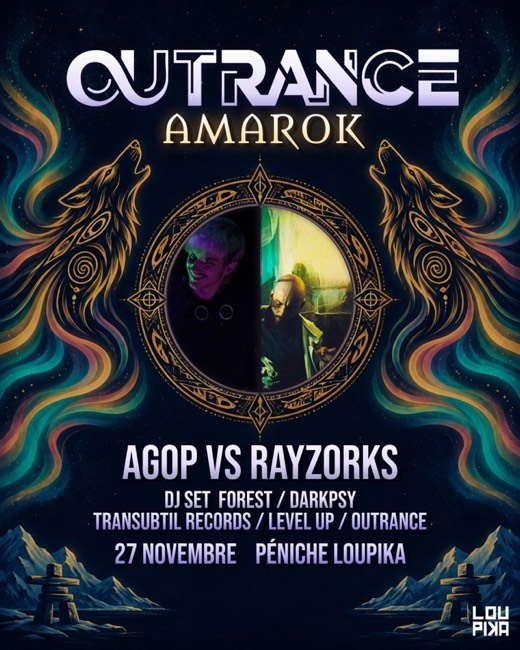 OUTRANCE
AMAROK
AGOP VS RAYZORKS
DJ SET FOREST / DARKPSY
TRANSUBTIL RECORDS / LEVEL UP / OUTRANCE
27 NOVEMBRE PÉNICHE LOUPIKA
LOU
PIKA